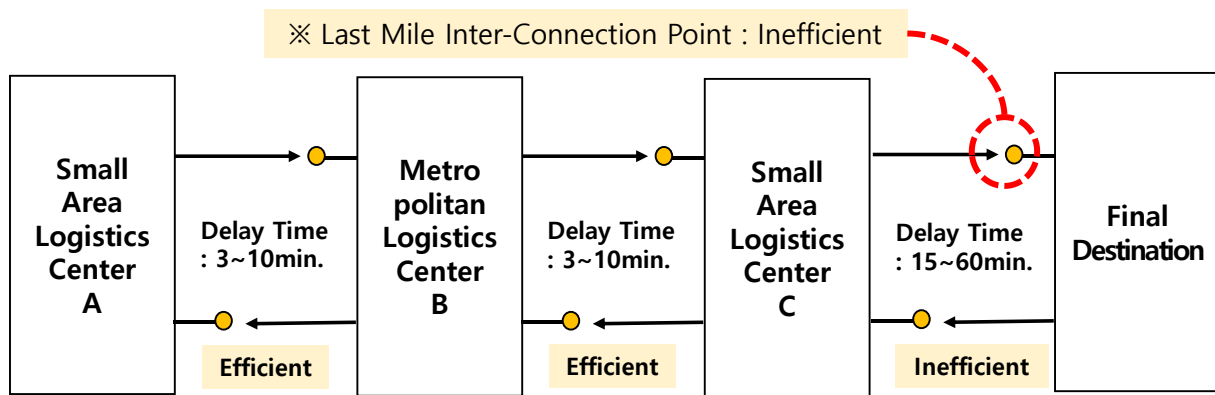 ※ Last Mile Inter-Connection Point : Inefficient
Small
Area
Logistics
Center
A
Delay Time
: 3~10min.
Efficient
Metro
politan
Logistics
Center
B
Delay Time
: 3~10min.
Efficient
Small
Area
Logistics
Center
C
Delay Time
: 15~60min.
Inefficient
Final
Destination